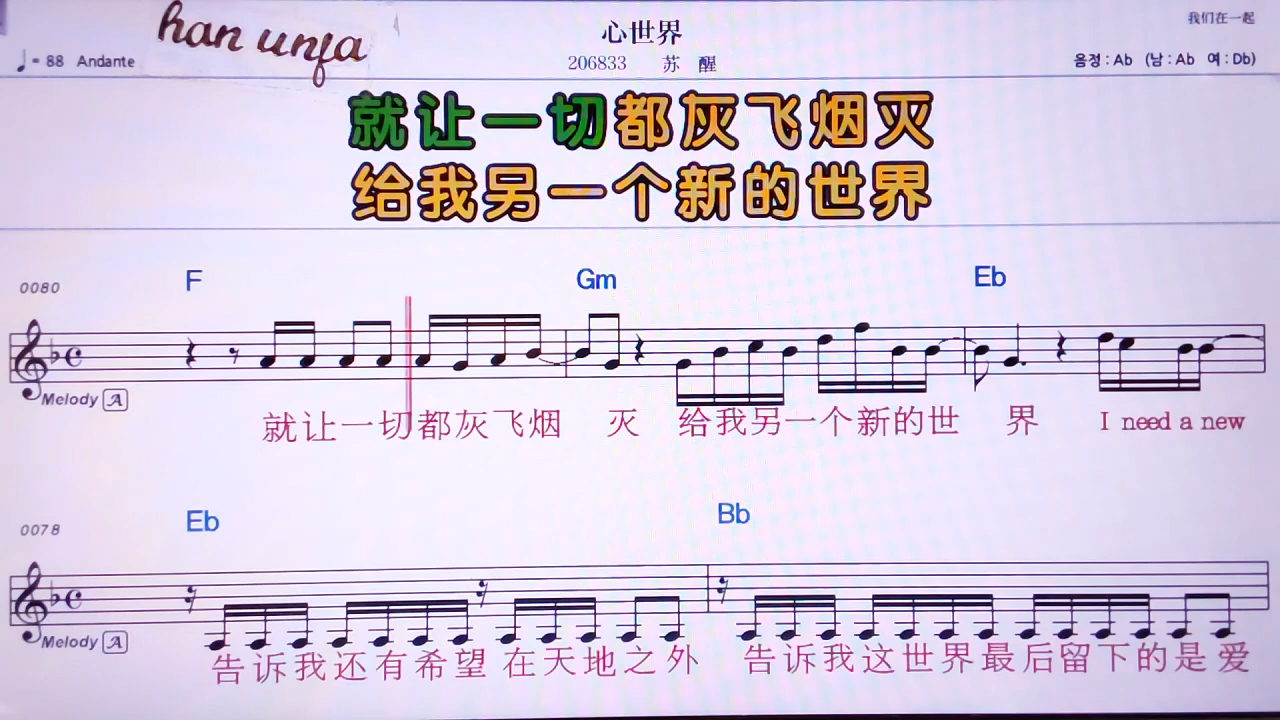 han unfa
心世界
我们在一起
♩= 88 Andante
206833 苏 醒
음정 : Ab (남 : Ab 여 : Db)
就让一切都灰飞烟灭
给我另一个新的世界
0080
F Gm Eb
Melody A
就让一切都灰飞烟 灭 给我另一个新的世 界 I need a new
0078
Eb Bb
Melody A
告诉我还有希望 在天地之外 告诉我这世界最后留下的是爱